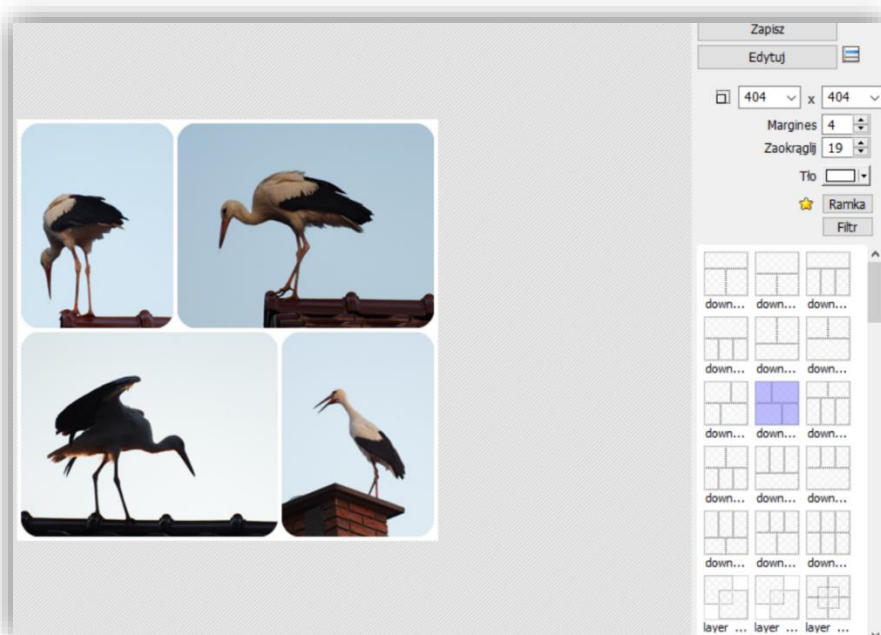 Zapisz
Edytuj
404 x 404
Margines 4
Zaokrąglij 19
Tło
Ramka
Filtr
down... down... down...
down... down... down...
down... down... down...
down... down... down...
down... down... down...
layer ... layer ... layer ...